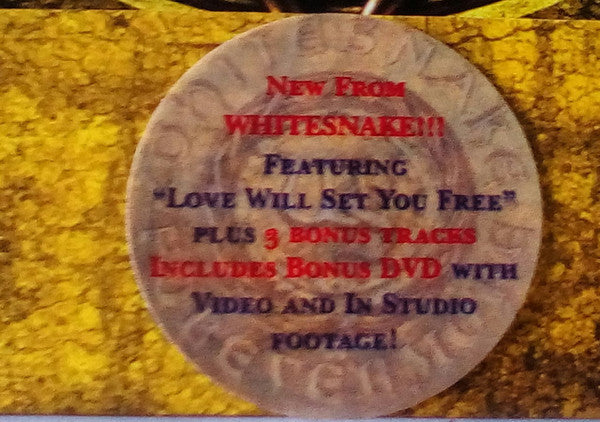 New From
WHITESNAKE!!!
Featuring
"Love Will Set You Free"
plus 3 bonus tracks
Includes Bonus DVD with
Video and In Studio
footage!